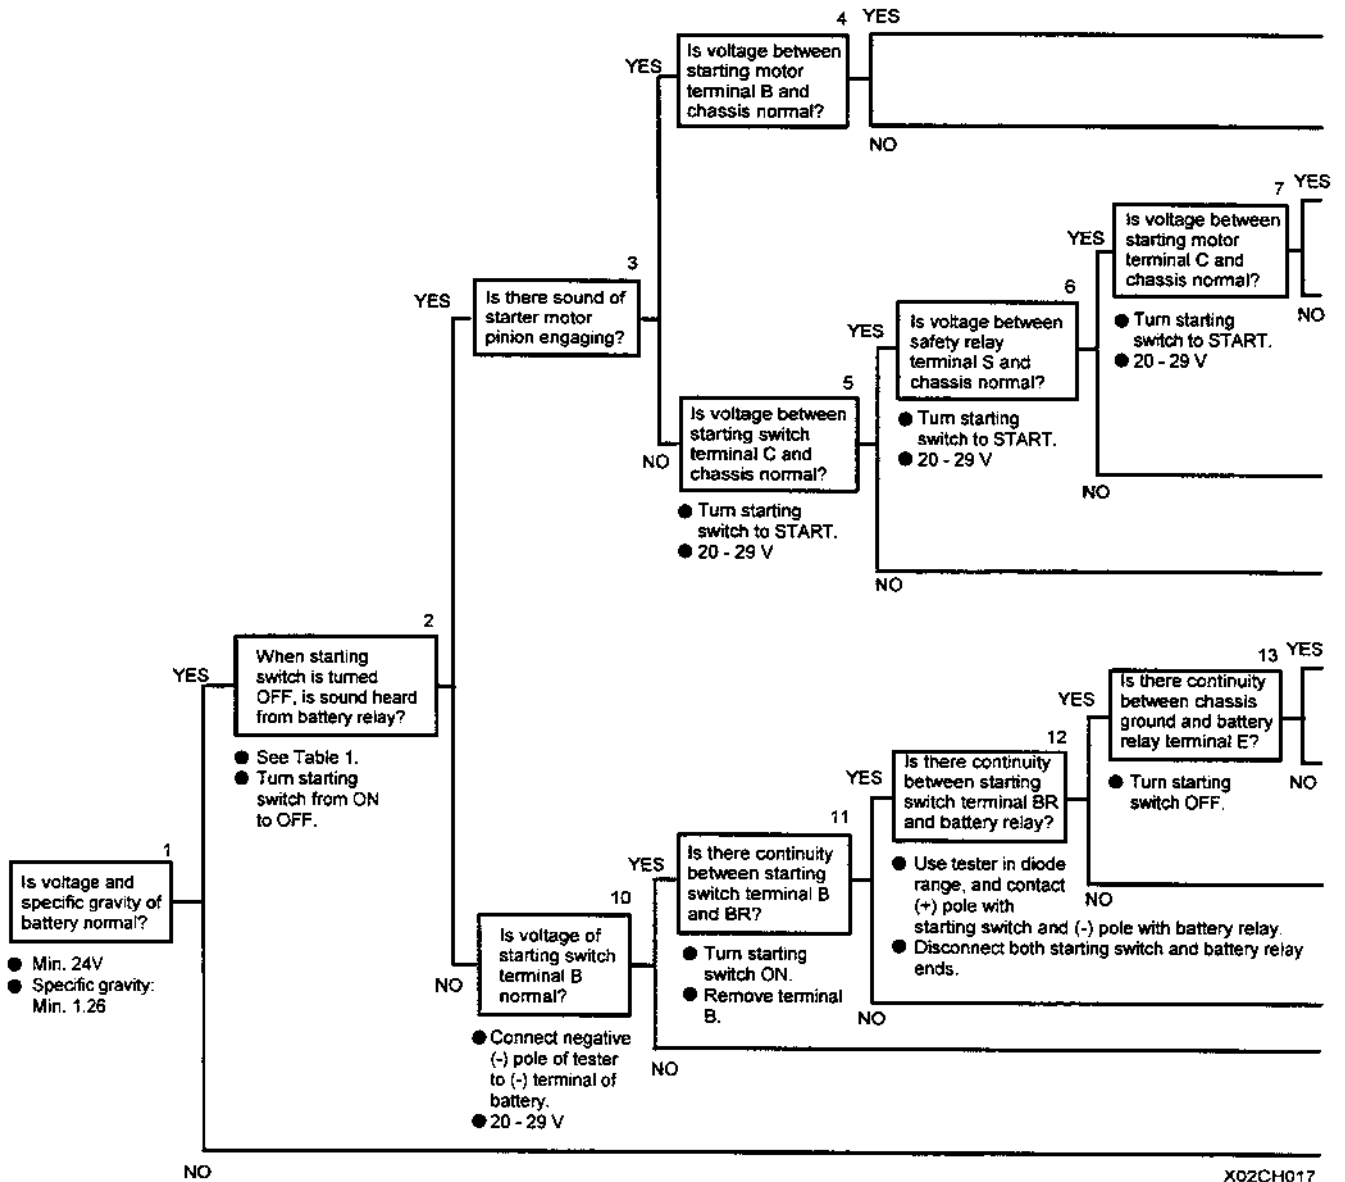 4 YES
Is voltage between
starting motor
terminal B and
chassis normal?
YES
NO
7 YES
Is voltage between
starting motor
terminal C and
chassis normal?
YES
NO
● Turn starting
switch to START.
● 20 - 29 V
3
Is there sound of
starter motor
pinion engaging?
YES
6
Is voltage between
safety relay
terminal S and
chassis normal?
YES
● Turn starting
switch to START.
● 20 - 29 V
NO
5
Is voltage between
starting switch
terminal C and
chassis normal?
NO
● Turn starting
switch to START.
● 20 - 29 V
NO
2
When starting
switch is turned
OFF, is sound heard
from battery relay?
YES
● See Table 1.
● Turn starting
switch from ON
to OFF.
13 YES
Is there continuity
between chassis
ground and battery
relay terminal E?
YES
NO
● Turn starting
switch OFF.
12
Is there continuity
between starting
switch terminal BR
and battery relay?
YES
● Use tester in diode
range, and contact
(+) pole with
starting switch and (-) pole with battery relay.
● Disconnect both starting switch and battery relay
ends.
NO
11
Is there continuity
between starting
switch terminal B
and BR?
YES
● Turn starting
switch ON.
● Remove terminal
B.
NO
1
Is voltage and
specific gravity of
battery normal?
● Min. 24V
● Specific gravity:
Min. 1.26
10
Is voltage of
starting switch
terminal B
normal?
NO
● Connect negative
(-) pole of tester
to (-) terminal of
battery.
● 20 - 29 V
NO
NO
X02CH017